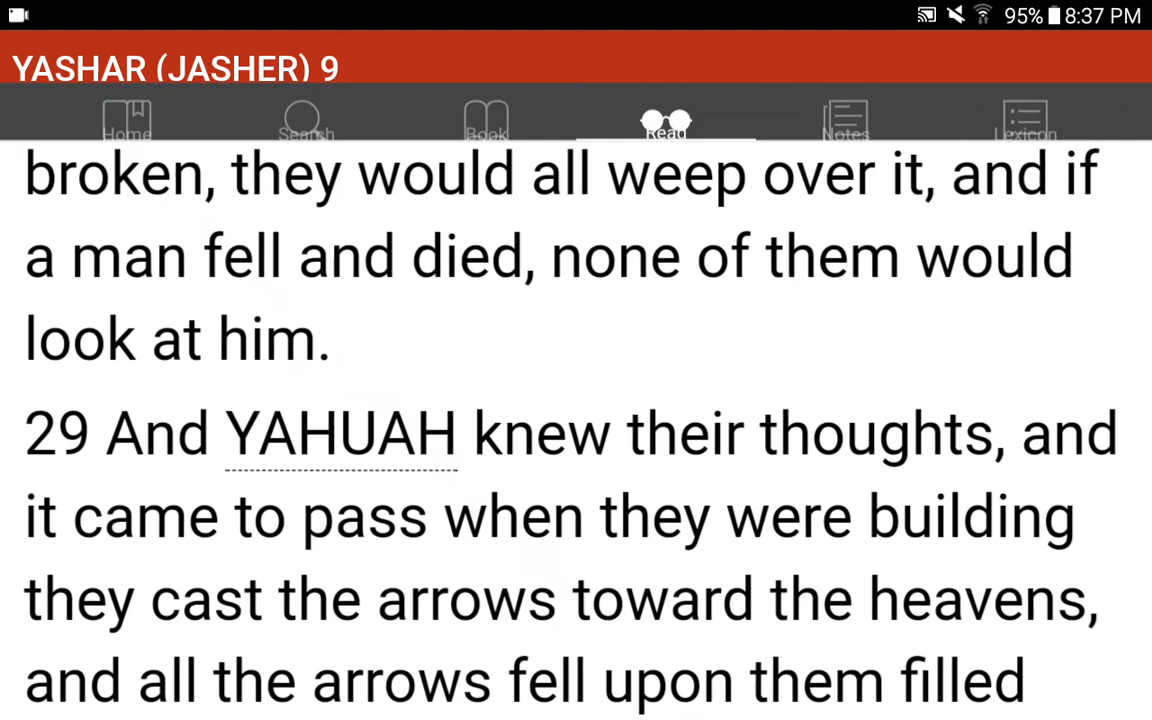 95% 8:37 PM
YASHAR (JASHER) 9
Home Search Book Read Notes Lexicon
broken, they would all weep over it, and if
a man fell and died, none of them would
look at him.
29 And YAHUAH knew their thoughts, and
it came to pass when they were building
they cast the arrows toward the heavens,
and all the arrows fell upon them filled